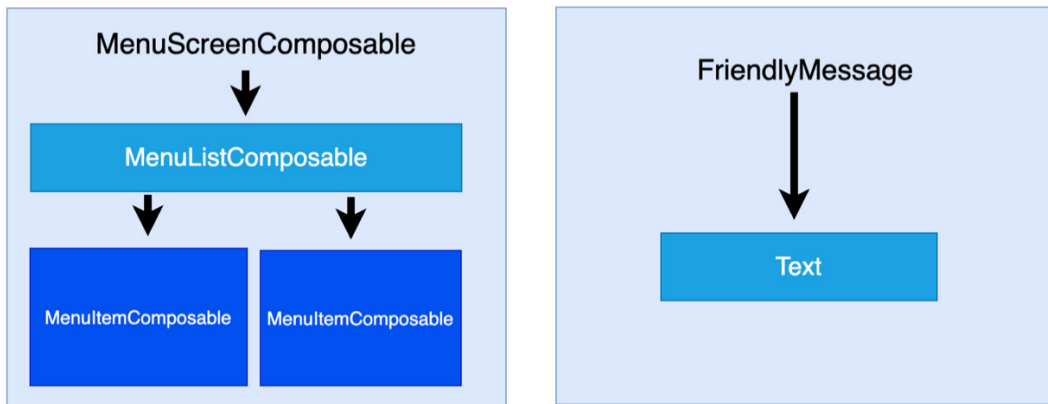 MenuScreenComposable
MenuListComposable
MenuItemComposable
MenuItemComposable
FriendlyMessage
Text